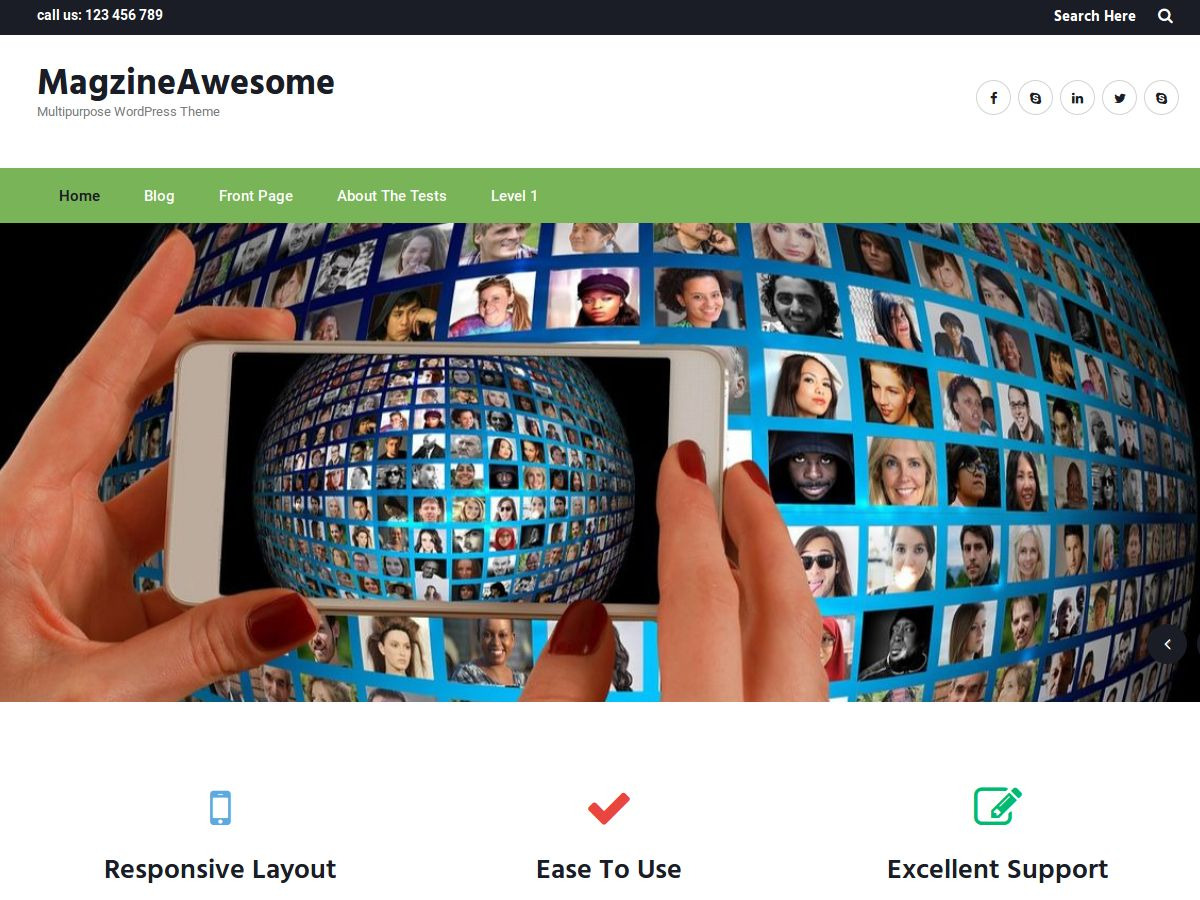 call us: 123 456 789
Search Here
MagzineAwesome
Multipurpose WordPress Theme
Home
Blog
Front Page
About The Tests
Level 1
Responsive Layout
Ease To Use
Excellent Support